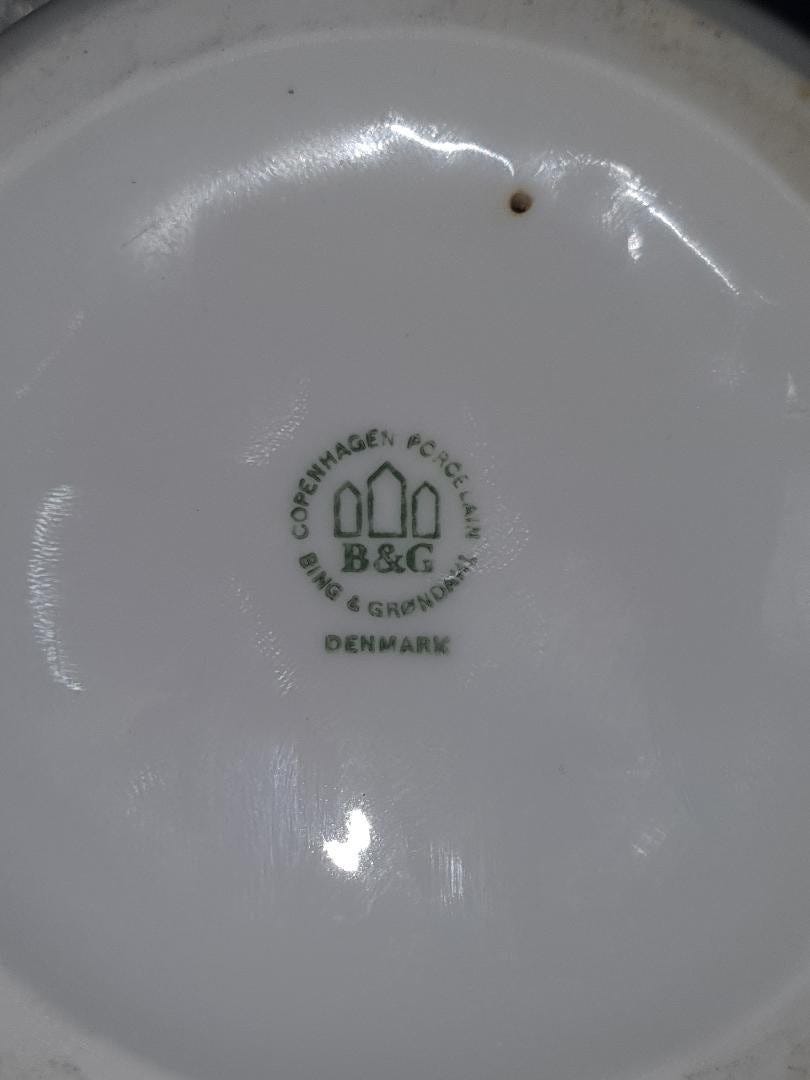 COPENHAGEN PORCELAIN
B&G
BING & GRØNDAHL
DENMARK